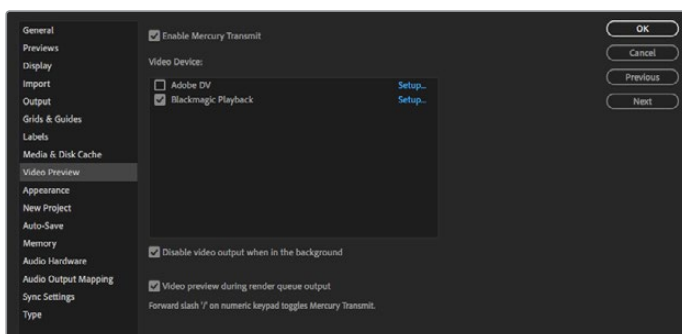 General
Previews
Display
Import
Output
Grids & Guides
Labels
Media & Disk Cache
Video Preview
Appearance
New Project
Auto-Save
Memory
Audio Hardware
Audio Output Mapping
Sync Settings
Type
Enable Mercury Transmit
Video Device:
Adobe DV Setup...
Blackmagic Playback Setup...
Disable video output when in the background
Video preview during render queue output
Forward slash '/' on numeric keypad toggles Mercury Transmit.
OK
Cancel
Previous
Next